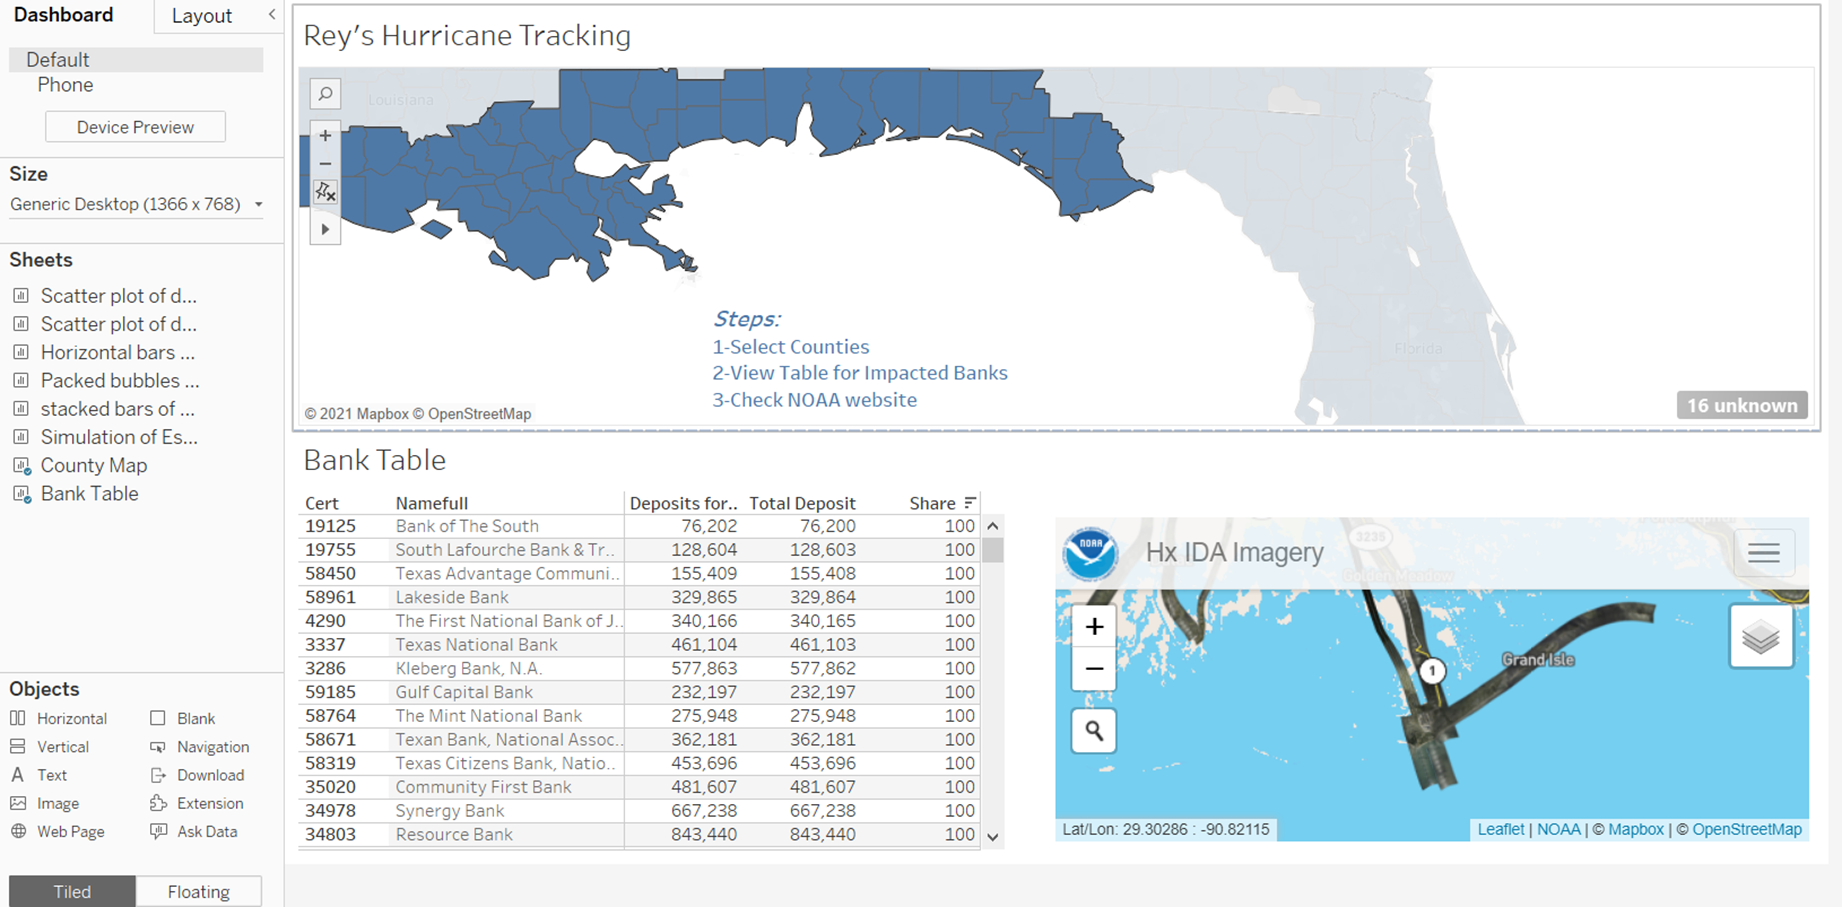 Dashboard
Layout
Default
Phone
Device Preview
Size
Generic Desktop (1366 x 768)
Sheets
Scatter plot of d...
Scatter plot of d...
Horizontal bars ...
Packed bubbles ...
stacked bars of ...
Simulation of Es...
County Map
Bank Table
Objects
Horizontal Blank
Vertical Navigation
Text Download
Image Extension
Web Page Ask Data
Tiled Floating
Rey's Hurricane Tracking
Louisiana
Florida
Steps:
1-Select Counties
2-View Table for Impacted Banks
3-Check NOAA website
© 2021 Mapbox © OpenStreetMap
16 unknown
Bank Table
Cert Namefull Deposits for.. Total Deposit Share
19125 Bank of The South 76,202 76,200 100
19755 South Lafourche Bank & Tr.. 128,604 128,603 100
58450 Texas Advantage Communi.. 155,409 155,408 100
58961 Lakeside Bank 329,865 329,864 100
4290 The First National Bank of J.. 340,166 340,165 100
3337 Texas National Bank 461,104 461,103 100
3286 Kleberg Bank, N.A. 577,863 577,862 100
59185 Gulf Capital Bank 232,197 232,197 100
58764 The Mint National Bank 275,948 275,948 100
58671 Texan Bank, National Assoc.. 362,181 362,181 100
58319 Texas Citizens Bank, Natio.. 453,696 453,696 100
35020 Community First Bank 481,607 481,607 100
34978 Synergy Bank 667,238 667,238 100
34803 Resource Bank 843,440 843,440 100
NOAA
Hx IDA Imagery
3235
Golden Meadow
1
Grand Isle
Lat/Lon: 29.30286 : -90.82115
Leaflet | NOAA | © Mapbox | © OpenStreetMap